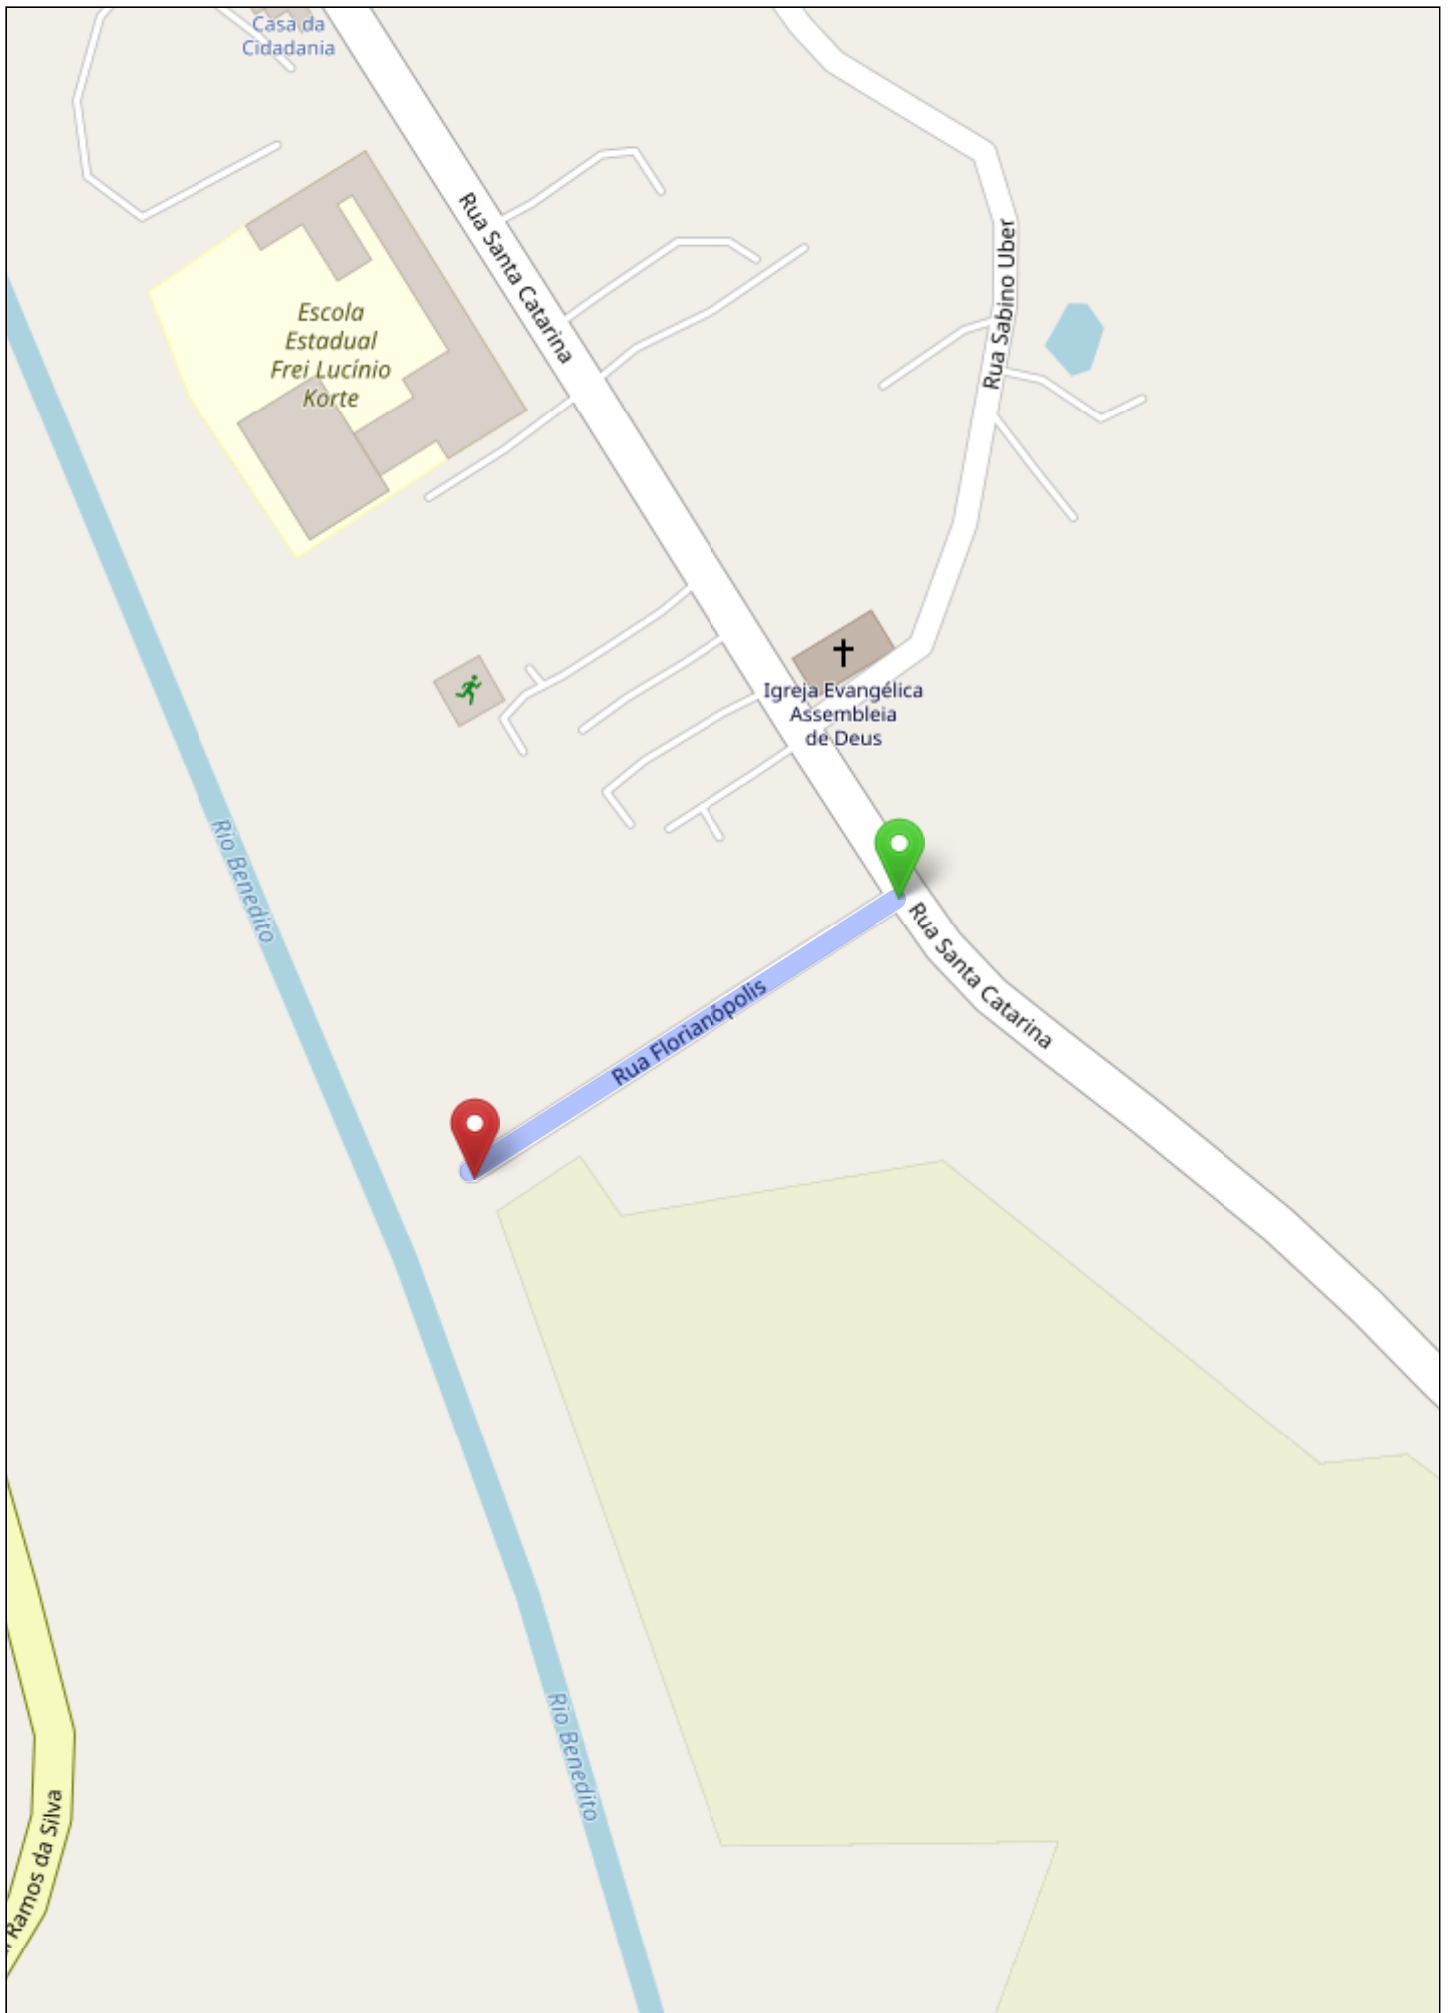 Casa da
Cidadania
Rua Santa Catarina
Rua Sabino Uber
Escola
Estadual
Frei Lucínio
Korte
Igreja Evangélica
Assembleia
de Deus
Rio Benedito
Rua Santa Catarina
Rua Florianópolis
Rio Benedito
Ramos da Silva